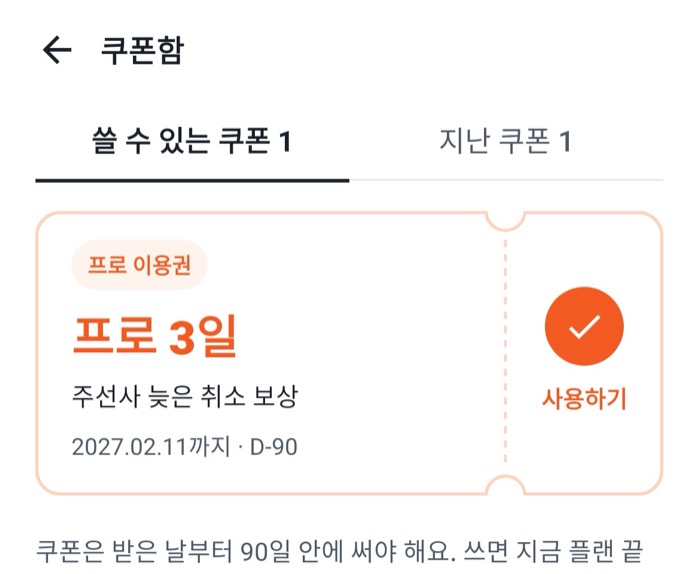 쿠폰함
쓸 수 있는 쿠폰 1
지난 쿠폰 1
프로 이용권
프로 3일
주선사 늦은 취소 보상
2027.02.11까지 · D-90
사용하기
쿠폰은 받은 날부터 90일 안에 써야 해요. 쓰면 지금 플랜 끝